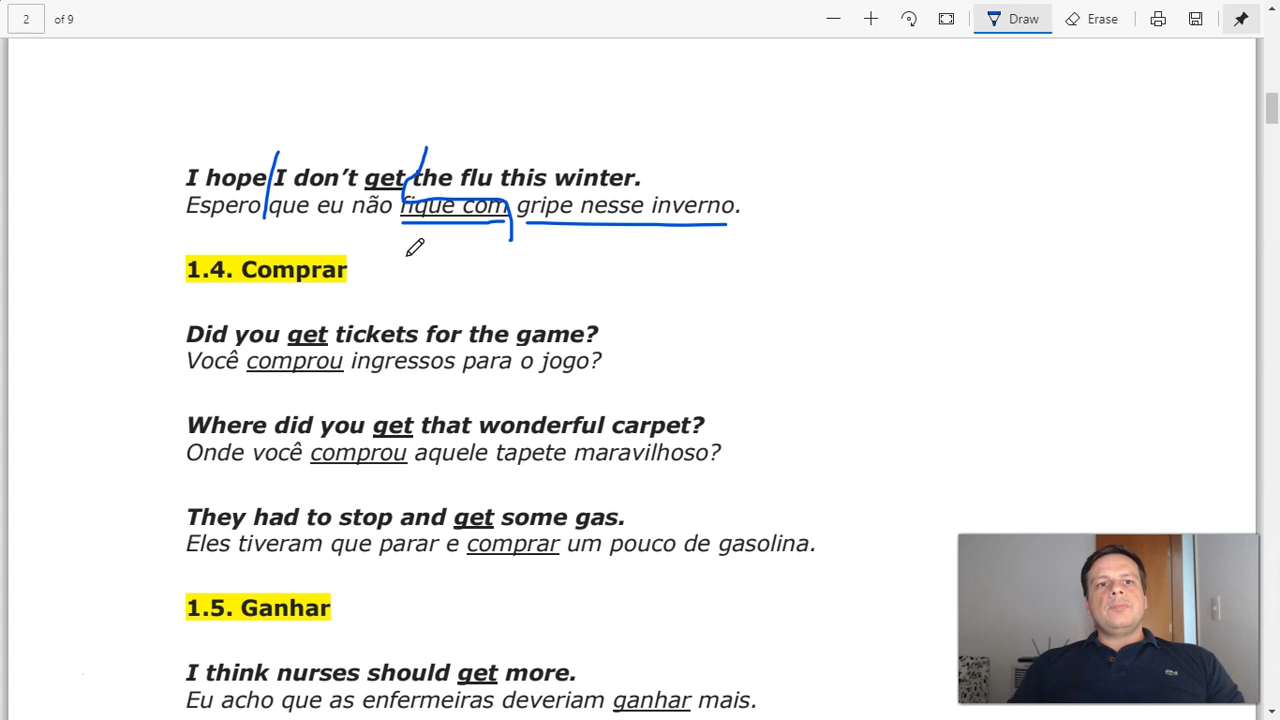 2 of 9 Draw Erase
I hope I don’t get the flu this winter.
Espero que eu não fique com gripe nesse inverno.
1.4. Comprar
Did you get tickets for the game?
Você comprou ingressos para o jogo?
Where did you get that wonderful carpet?
Onde você comprou aquele tapete maravilhoso?
They had to stop and get some gas.
Eles tiveram que parar e comprar um pouco de gasolina.
1.5. Ganhar
I think nurses should get more.
Eu acho que as enfermeiras deveriam ganhar mais.